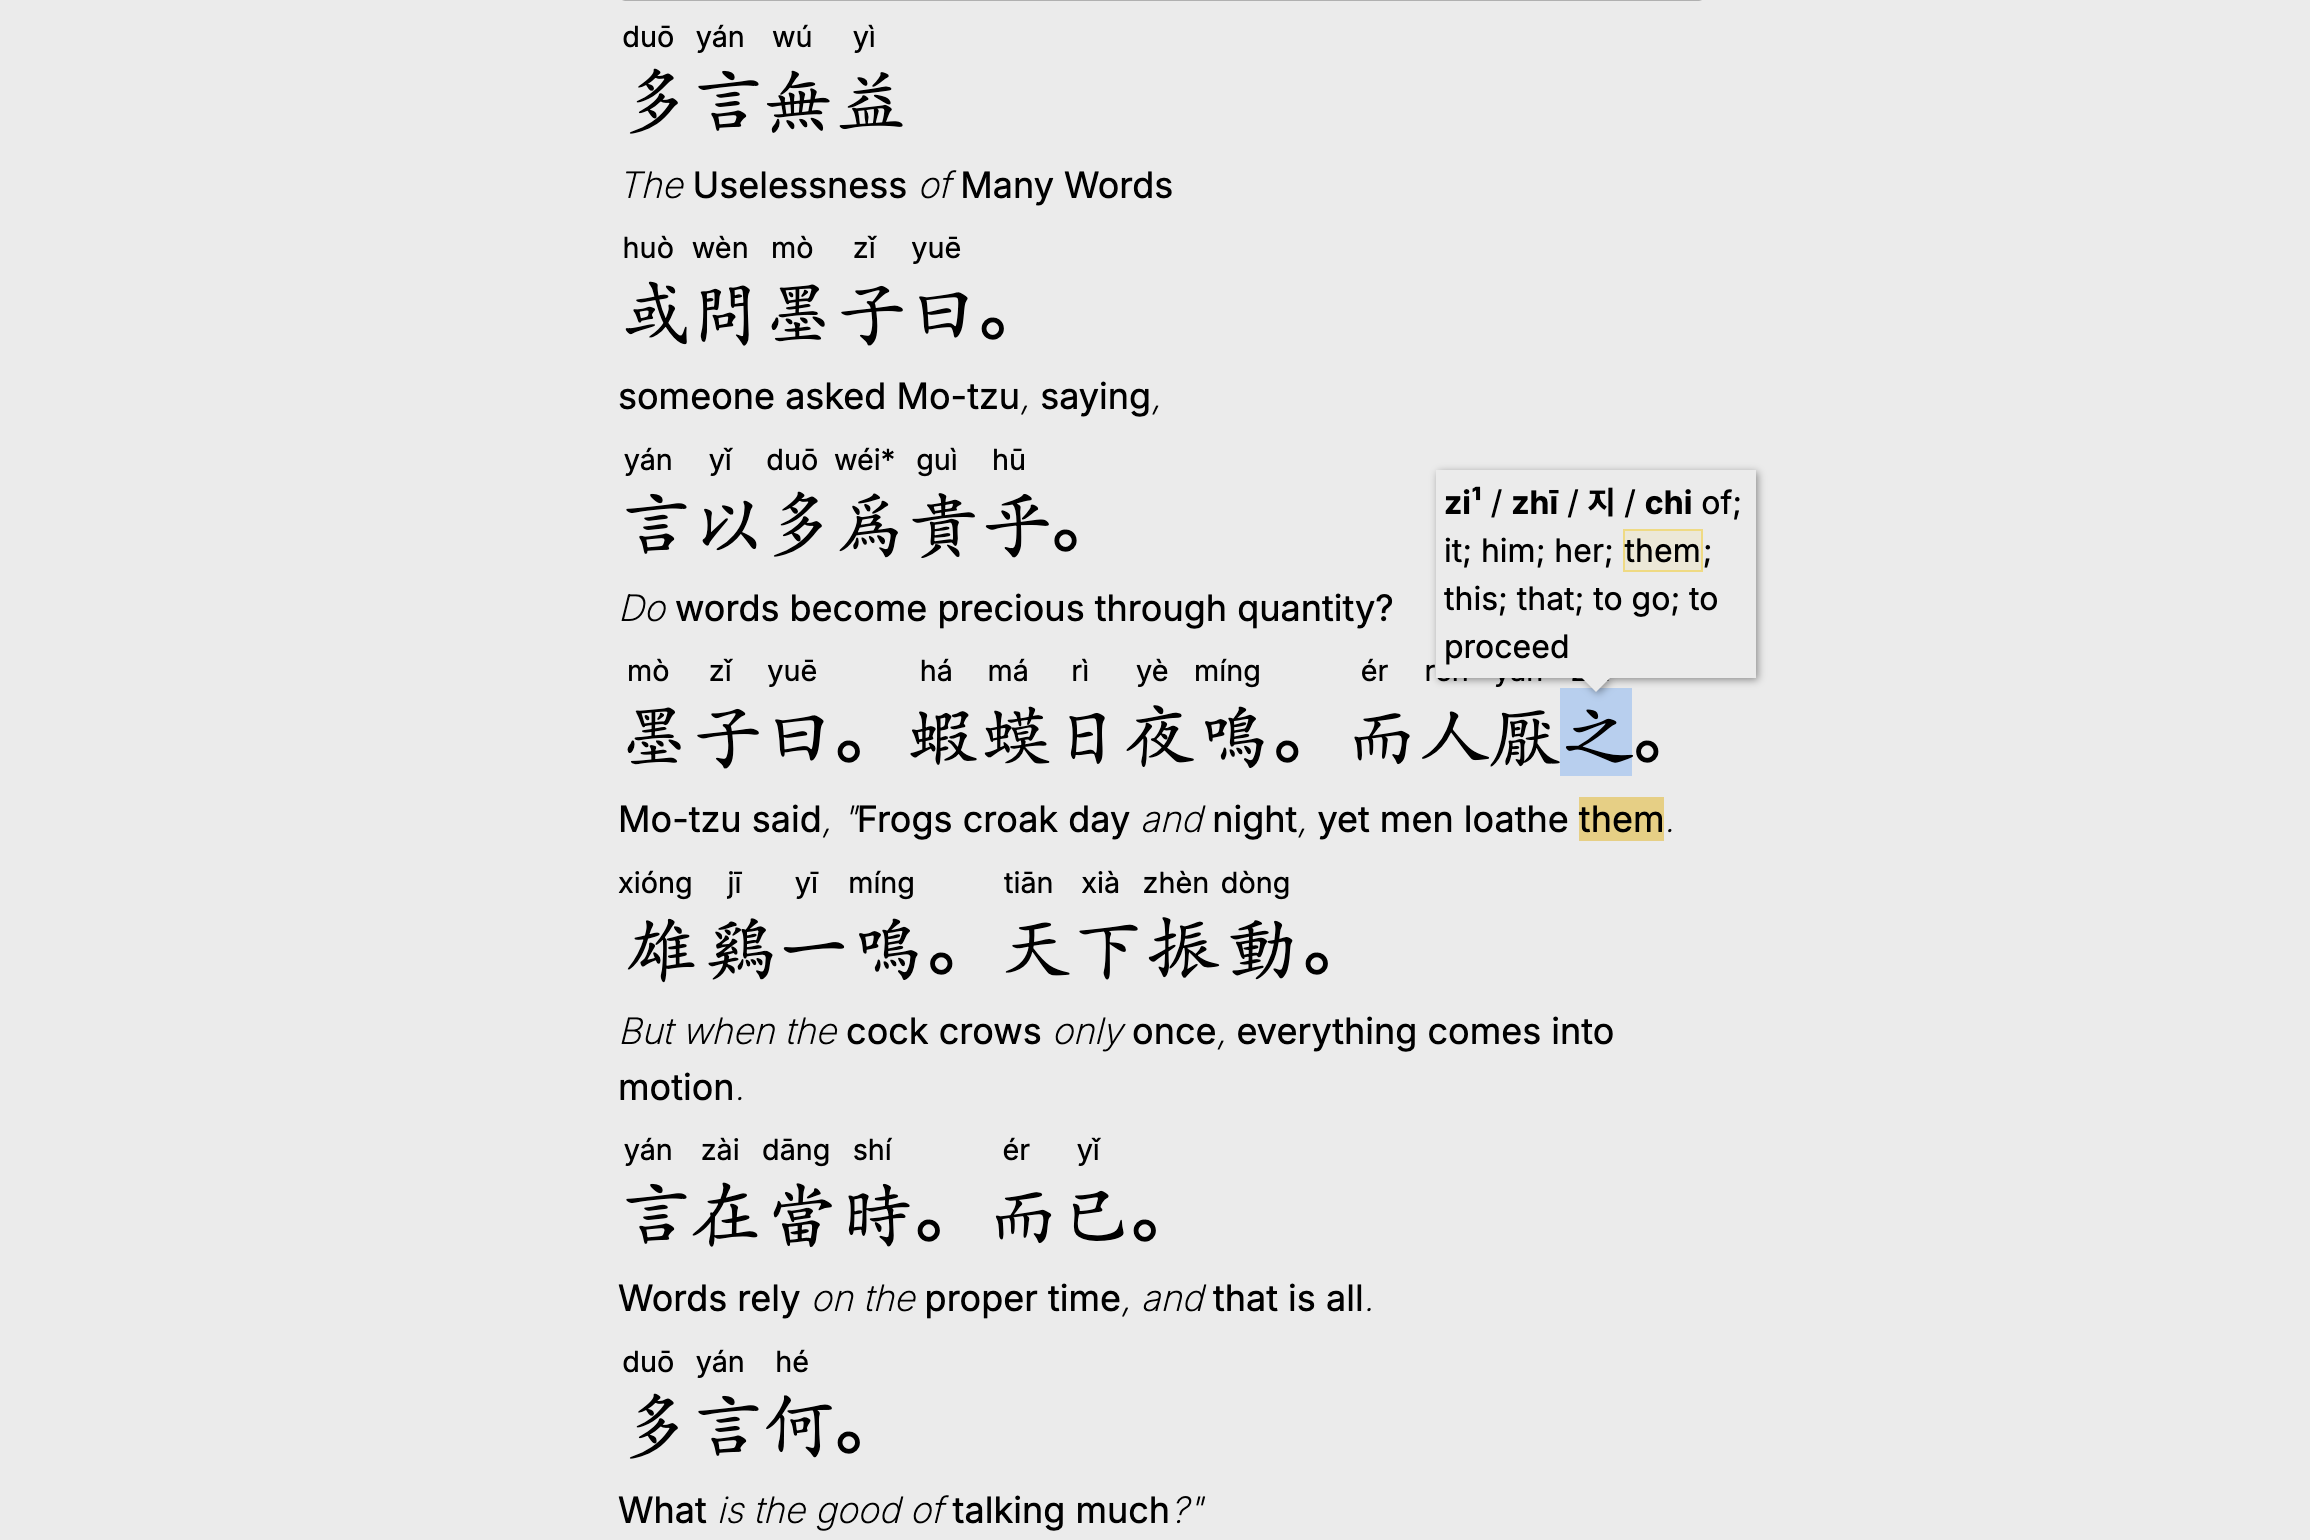 duō yán wú yì
多言無益
The Uselessness of Many Words
huò wèn mò zǐ yuē
或問墨子曰。
someone asked Mo-tzu, saying,
yán yǐ duō wéi* guì hū
言以多爲貴乎。
Do words become precious through quantity?
zi¹ / zhī / 지 / chi of;
it; him; her; them;
this; that; to go; to
proceed
mò zǐ yuē há má rì yè míng ér
墨子曰。蝦蟆日夜鳴。而人厭之。
Mo-tzu said, "Frogs croak day and night, yet men loathe them.
xióng jī yī míng tiān xià zhèn dòng
雄鷄一鳴。天下振動。
But when the cock crows only once, everything comes into
motion.
yán zài dāng shí ér yǐ
言在當時。而已。
Words rely on the proper time, and that is all.
duō yán hé
多言何。
What is the good of talking much?"